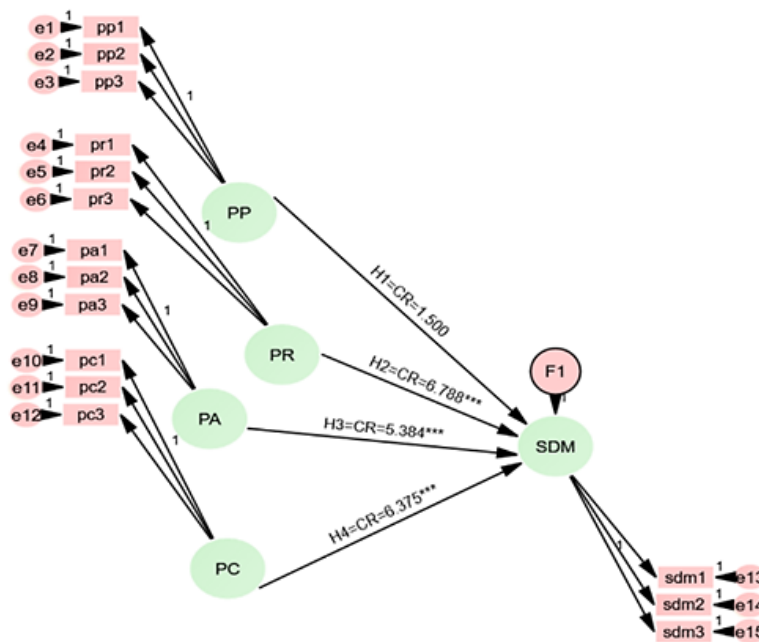 e1 1 pp1
e2 1 pp2
e3 1 pp3
1
e4 1 pr1
e5 1 pr2
e6 1 pr3
1
PP
e7 1 pa1
e8 1 pa2
e9 1 pa3
1
H1=CR=1.500
PR
e10 1 pc1
e11 1 pc2
e12 1 pc3
1
H2=CR=6.788***
F1
1
PA
H3=CR=5.384***
SDM
H4=CR=6.375***
PC
1
sdm1 1 e13
sdm2 1 e14
sdm3 1 e15